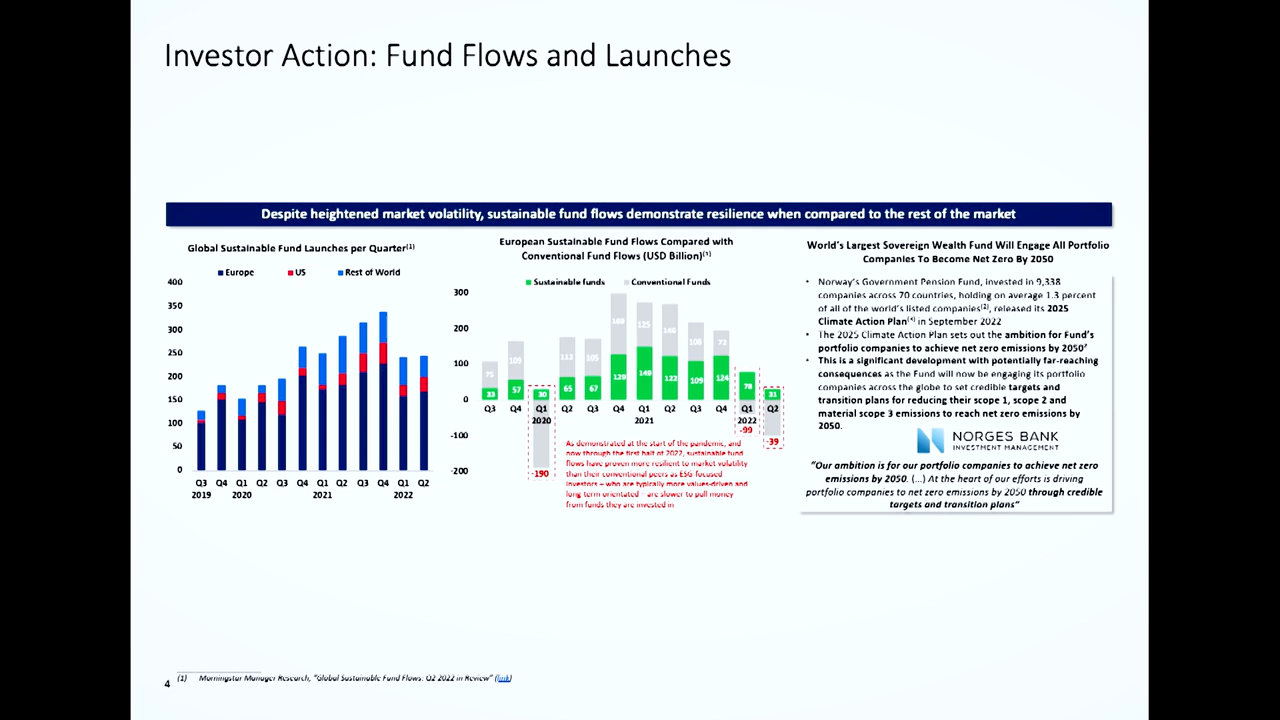 Investor Action: Fund Flows and Launches
Despite heightened market volatility, sustainable fund flows demonstrate resilience when compared to the rest of the market
Global Sustainable Fund Launches per Quarter(1)
Europe US Rest of World
400
350
300
250
200
150
100
50
0
Q3 Q4 Q1 Q2 Q3 Q4 Q1 Q2 Q3 Q4 Q1 Q2
2019 2020 2021 2022
European Sustainable Fund Flows Compared with
Conventional Fund Flows (USD Billion)(1)
Sustainable funds Conventional Funds
300
200
100
0
-100
-200
75 109 112 105 169 125 146 108 72
33 57 30 65 67 129 149 122 109 124 78 31
Q3 Q4 Q1 Q2 Q3 Q4 Q1 Q2 Q3 Q4 Q1 Q2
2020 2021 2022
-99
-39
-190
As demonstrated at the start of the pandemic, and
now through the first half of 2022, sustainable fund
flows have proven more resilient to market volatility
than their conventional peers as ESG-focused
investors – who are typically more values-driven and
long-term orientated – are slower to pull money
from funds they are invested in
World's Largest Sovereign Wealth Fund Will Engage All Portfolio
Companies To Become Net Zero By 2050
• Norway's Government Pension Fund, invested in 9,338
companies across 70 countries, holding on average 1.3 percent
of all of the world's listed companies(2), released its 2025
Climate Action Plan in September 2022
• The 2025 Climate Action Plan sets out the ambition for Fund's
portfolio companies to achieve net zero emissions by 2050
• This is a significant development with potentially far-reaching
consequences as the Fund will now be engaging its portfolio
companies across the globe to set credible targets and
transition plans for reducing their scope 1, scope 2 and
material scope 3 emissions to reach net zero emissions by
2050.
NORGES BANK
INVESTMENT MANAGEMENT
"Our ambition is for our portfolio companies to achieve net zero
emissions by 2050. (...) At the heart of our efforts is driving
portfolio companies to net zero emissions by 2050 through credible
targets and transition plans"
4
(1) Morningstar Manager Research, "Global Sustainable Fund Flows: Q2 2022 in Review" (link)